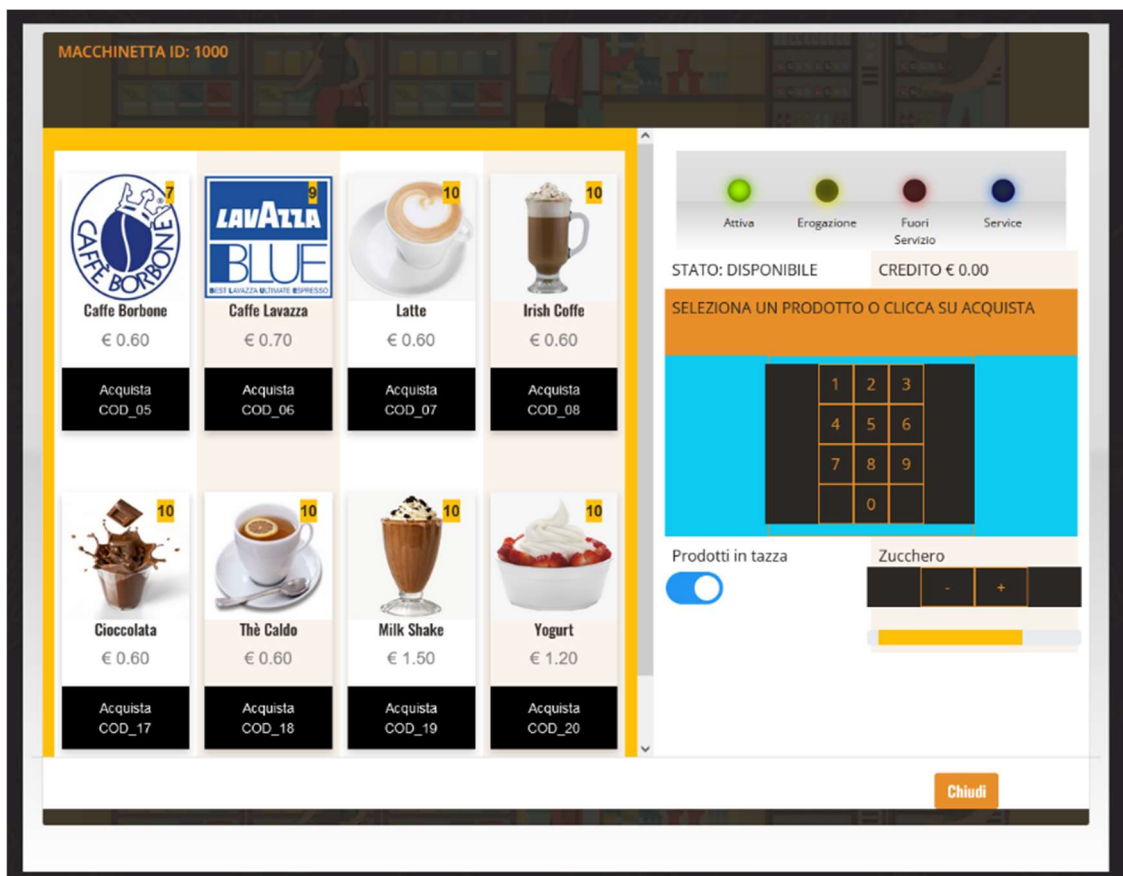 MACCHINETTA ID: 1000
7
CAFFÈ BORBONE
®
9
LAVAZZA
BLUE
BEST LAVAZZA ULTIMATE ESPRESSO
10
10
Caffe Borbone
Caffe Lavazza
Latte
Irish Coffe
€ 0.60
€ 0.70
€ 0.60
€ 0.60
Acquista
COD_05
Acquista
COD_06
Acquista
COD_07
Acquista
COD_08
10
10
10
10
Cioccolata
Thè Caldo
Milk Shake
Yogurt
€ 0.60
€ 0.60
€ 1.50
€ 1.20
Acquista
COD_17
Acquista
COD_18
Acquista
COD_19
Acquista
COD_20
Attiva
Erogazione
Fuori
Servizio
Service
STATO: DISPONIBILE
CREDITO € 0.00
SELEZIONA UN PRODOTTO O CLICCA SU ACQUISTA
1 2 3
4 5 6
7 8 9
0
Prodotti in tazza
Zucchero
- +
Chiudi